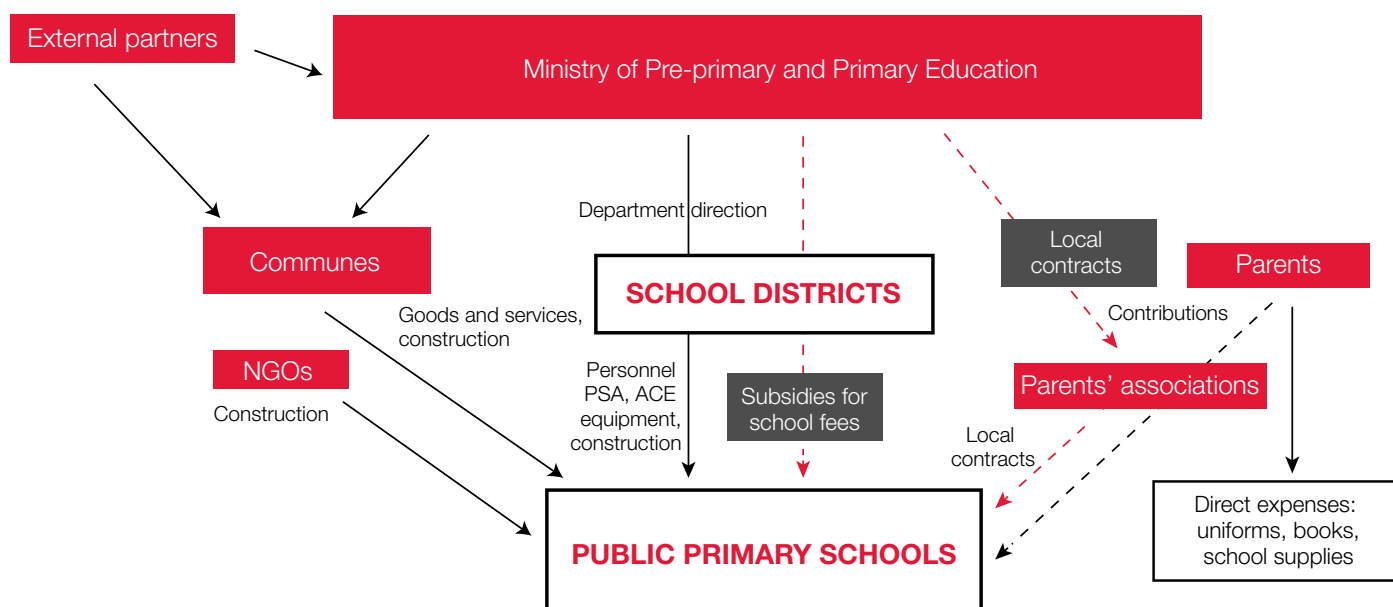 External partners
Ministry of Pre-primary and Primary Education
Department direction
Communes
Local
contracts
Parents
SCHOOL DISTRICTS
Goods and services,
construction
Contributions
NGOs
Construction
Personnel
PSA, ACE
equipment,
construction
Subsidies for
school fees
Parents’ associations
Local
contracts
Direct expenses:
uniforms, books,
school supplies
PUBLIC PRIMARY SCHOOLS